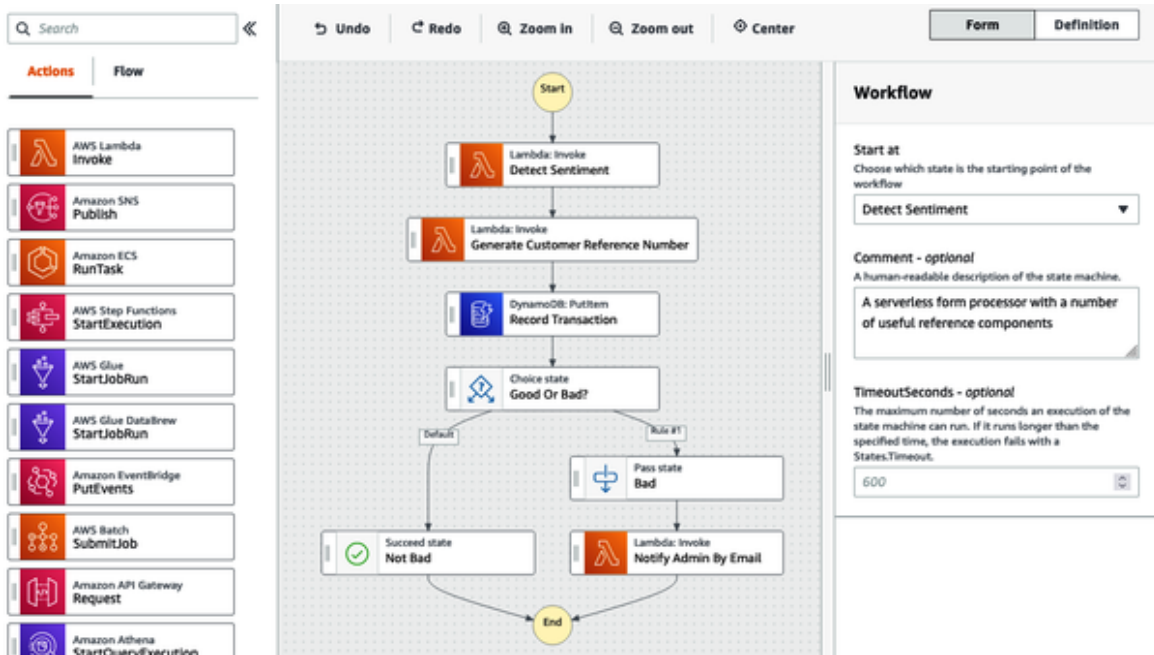 Search
Actions
Flow
AWS Lambda
Invoke
Amazon SNS
Publish
Amazon ECS
RunTask
AWS Step Functions
StartExecution
AWS Glue
StartJobRun
AWS Glue DataBrew
StartJobRun
Amazon EventBridge
PutEvents
AWS Batch
SubmitJob
Amazon API Gateway
Request
Amazon Athena
StartQueryExecution
Undo
Redo
Zoom in
Zoom out
Center
Start
Lambda: Invoke
Detect Sentiment
Lambda: Invoke
Generate Customer Reference Number
DynamoDB: PutItem
Record Transaction
Choice state
Good Or Bad?
Default
Rule #1
Pass state
Bad
Succeed state
Not Bad
Lambda: Invoke
Notify Admin By Email
End
Form
Definition
Workflow
Start at
Choose which state is the starting point of the
workflow
Detect Sentiment
Comment - optional
A human-readable description of the state machine.
A serverless form processor with a number
of useful reference components
TimeoutSeconds - optional
The maximum number of seconds an execution of the
state machine can run. If it runs longer than the
specified time, the execution fails with a
States.Timeout.
600